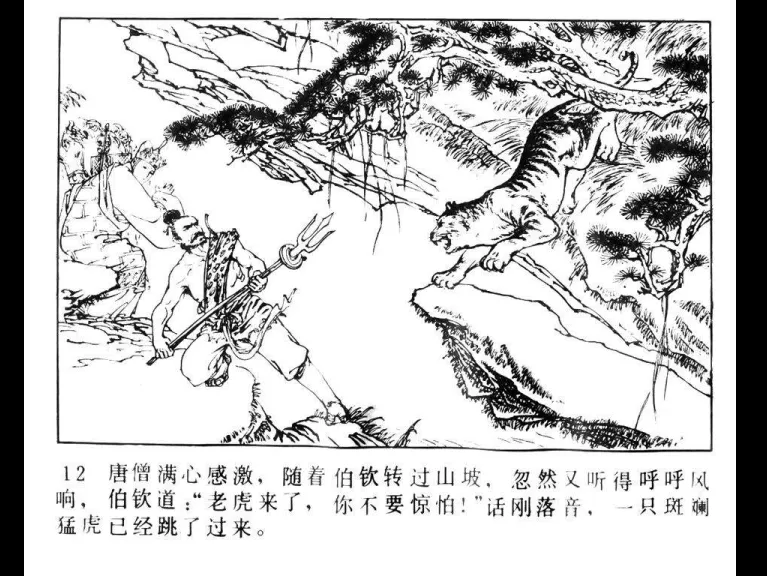 12 唐僧满心感激，随着伯钦转过山坡，忽然又听得呼呼风
响，伯钦道：“老虎来了，你不要惊怕！”话刚落音，一只斑斓
猛虎已经跳了过来。